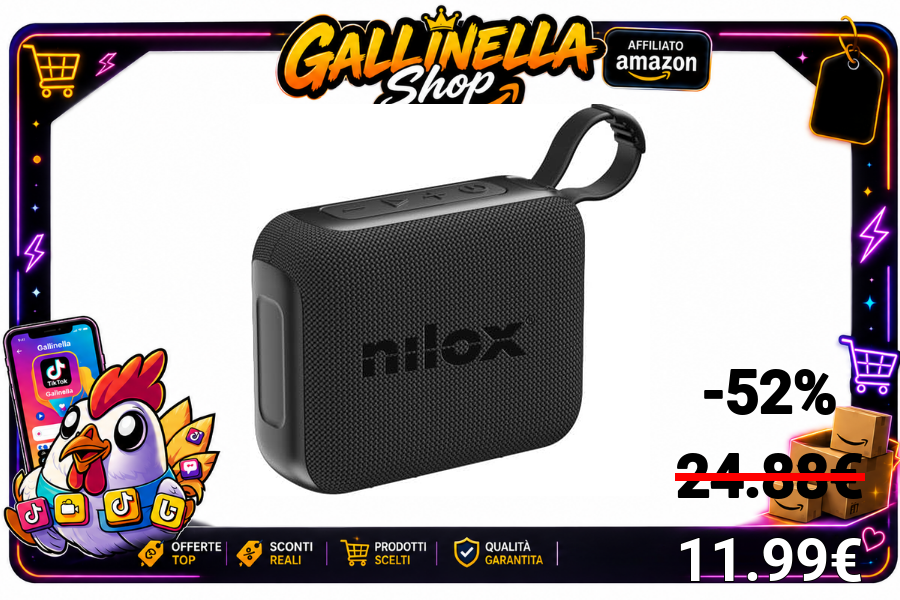 GALLINELLA
Shop
AFFILIATO
amazon
nilox
Gallinella
TikTok
Gallinella
-52%
24.88€
11.99€
OFFERTE
TOP
SCONTI
REALI
PRODOTTI
SCELTI
QUALITÀ
GARANTITA